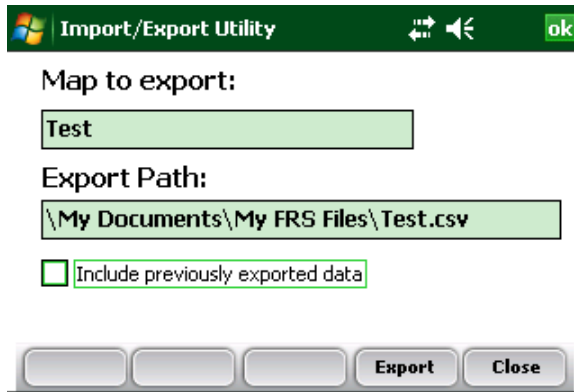 Import/Export Utility ok
Map to export:
Test
Export Path:
\My Documents\My FRS Files\Test.csv
Include previously exported data
Export Close